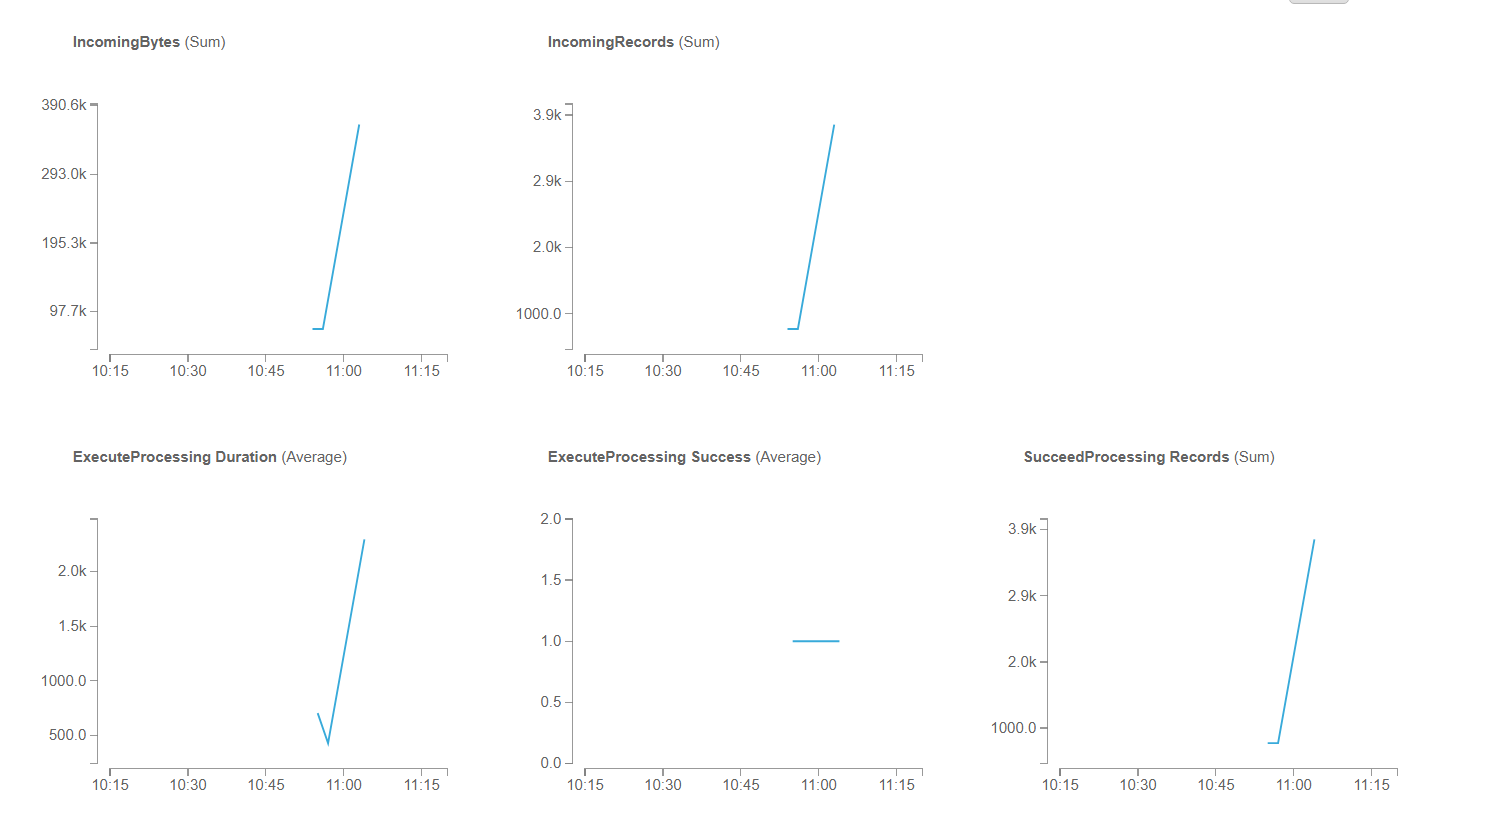 IncomingBytes (Sum)
390.6k
293.0k
195.3k
97.7k
10:15 10:30 10:45 11:00 11:15
IncomingRecords (Sum)
3.9k
2.9k
2.0k
1000.0
10:15 10:30 10:45 11:00 11:15
ExecuteProcessing Duration (Average)
2.0k
1.5k
1000.0
500.0
10:15 10:30 10:45 11:00 11:15
ExecuteProcessing Success (Average)
2.0
1.5
1.0
0.5
0.0
10:15 10:30 10:45 11:00 11:15
SucceedProcessing Records (Sum)
3.9k
2.9k
2.0k
1000.0
10:15 10:30 10:45 11:00 11:15